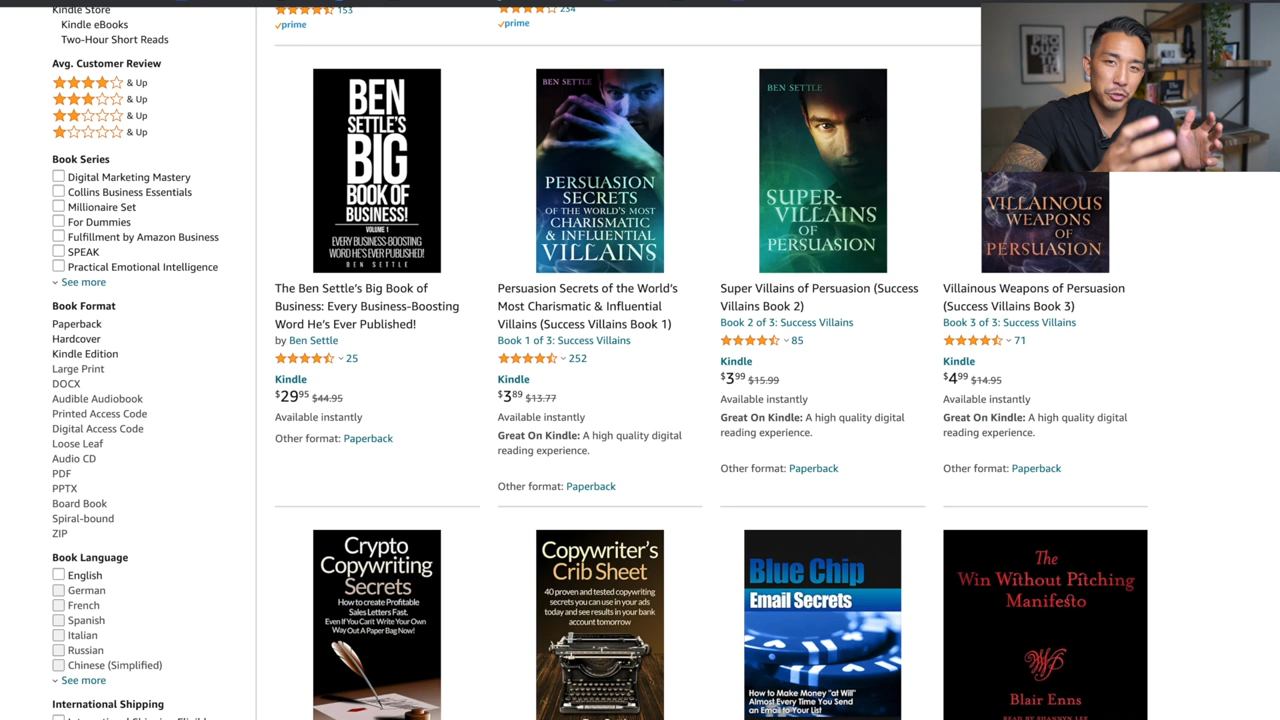 Kindle Store
Kindle eBooks
Two-Hour Short Reads
Avg. Customer Review
& Up
& Up
& Up
& Up
Book Series
Digital Marketing Mastery
Collins Business Essentials
Millionaire Set
For Dummies
Fulfillment by Amazon Business
SPEAK
Practical Emotional Intelligence
See more
Book Format
Paperback
Hardcover
Kindle Edition
Large Print
DOCX
Audible Audiobook
Printed Access Code
Digital Access Code
Loose Leaf
Audio CD
PDF
PPTX
Board Book
Spiral-bound
ZIP
Book Language
English
German
French
Spanish
Italian
Russian
Chinese (Simplified)
See more
International Shipping
153
prime
234
prime
BEN
SETTLE'S
BIG
BOOK OF
BUSINESS!
VOLUME 1
EVERY BUSINESS-BOOSTING
WORD HE'S EVER PUBLISHED!
BEN SETTLE
The Ben Settle's Big Book of
Business: Every Business-Boosting
Word He's Ever Published!
by Ben Settle
25
Kindle
$2995 $44.95
Available instantly
Other format: Paperback
BEN SETTLE
PERSUASION
SECRETS
OF THE WORLD'S MOST
CHARISMATIC
& INFLUENTIAL
VILLAINS
Persuasion Secrets of the World's
Most Charismatic & Influential
Villains (Success Villains Book 1)
Book 1 of 3: Success Villains
252
Kindle
$389 $13.77
Available instantly
Great On Kindle: A high quality digital
reading experience.
Other format: Paperback
BEN SETTLE
SUPER-
VILLAINS
OF
PERSUASION
Super Villains of Persuasion (Success
Villains Book 2)
Book 2 of 3: Success Villains
85
Kindle
$399 $15.99
Available instantly
Great On Kindle: A high quality digital
reading experience.
Other format: Paperback
PRO
DUC
TI
VILLAINOUS
WEAPONS
OF
PERSUASION
Villainous Weapons of Persuasion
(Success Villains Book 3)
Book 3 of 3: Success Villains
71
Kindle
$499 $14.95
Available instantly
Great On Kindle: A high quality digital
reading experience.
Other format: Paperback
Crypto
Copywriting
Secrets
How to create Profitable
Sales Letters Fast.
Even If You Can't Write Your Own
Way Out A Paper Bag Now!
Copywriter's
Crib Sheet
40 proven and tested copywriting
secrets you can use in your ads
today and see results in your bank
account tomorrow
Blue Chip
Email Secrets
How to Make Money "at Will"
Almost Every Time You Send
an Email to Your List
The
Win Without Pitching
Manifesto
Blair Enns
READ BY SHANNYN LEE